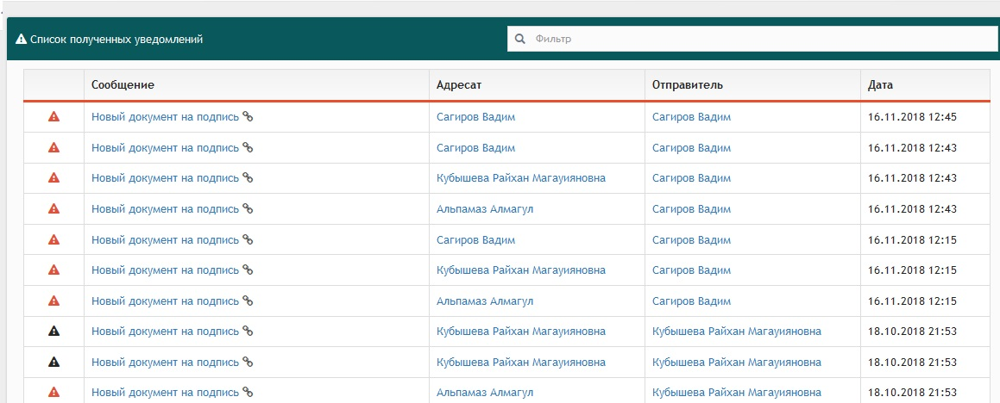 Список полученных уведомлений Фильтр
Сообщение Адресат Отправитель Дата
Новый документ на подпись Сагиров Вадим Сагиров Вадим 16.11.2018 12:45
Новый документ на подпись Сагиров Вадим Сагиров Вадим 16.11.2018 12:43
Новый документ на подпись Кубышева Райхан Магауияновна Сагиров Вадим 16.11.2018 12:43
Новый документ на подпись Альпамаз Алмагул Сагиров Вадим 16.11.2018 12:43
Новый документ на подпись Сагиров Вадим Сагиров Вадим 16.11.2018 12:15
Новый документ на подпись Кубышева Райхан Магауияновна Сагиров Вадим 16.11.2018 12:15
Новый документ на подпись Альпамаз Алмагул Сагиров Вадим 16.11.2018 12:15
Новый документ на подпись Кубышева Райхан Магауияновна Кубышева Райхан Магауияновна 18.10.2018 21:53
Новый документ на подпись Кубышева Райхан Магауияновна Кубышева Райхан Магауияновна 18.10.2018 21:53
Новый документ на подпись Альпамаз Алмагул Кубышева Райхан Магауияновна 18.10.2018 21:53